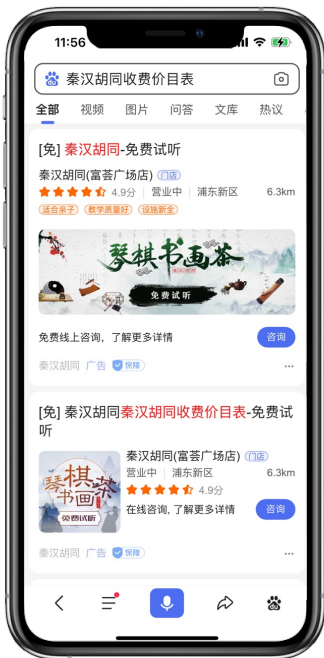 11:56
秦汉胡同收费价目表
全部 视频 图片 问答 文库 热议
[免] 秦汉胡同-免费试听
秦汉胡同(富荟广场店) 门店
4.9分 营业中 浦东新区 6.3km
适合亲子 教学质量好 设施新全
琴棋书画茶
免费试听
免费线上咨询，了解更多详情
咨询
秦汉胡同 广告 保障
[免] 秦汉胡同秦汉胡同收费价目表-免费试
听
秦汉胡同(富荟广场店) 门店
营业中 浦东新区 6.3km
4.9分
在线咨询, 了解更多详情
咨询
琴棋书画茶
免费试听
秦汉胡同 广告 保障